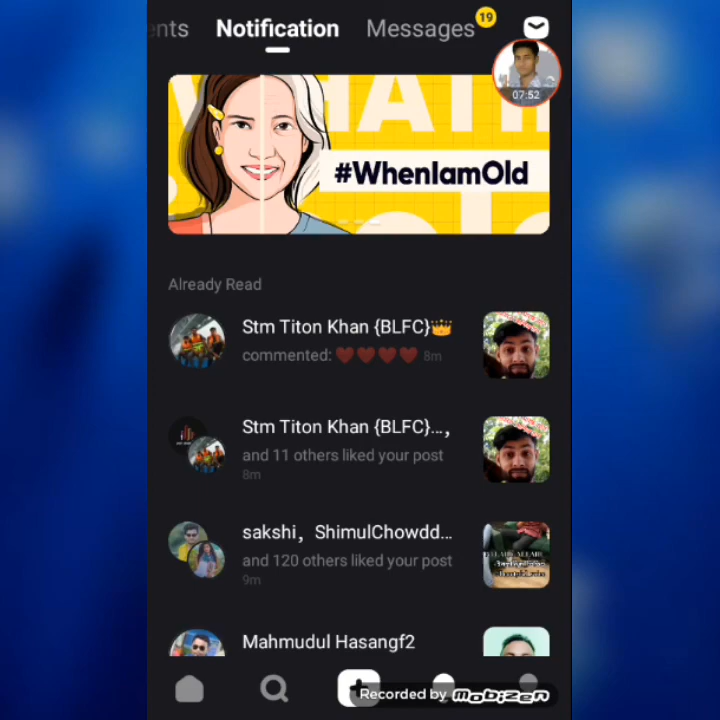 ents Notification Messages 19
07:52
#WhenIamOld
Already Read
Stm Titon Khan {BLFC}👑
commented: ❤❤❤❤ 8m
Stm Titon Khan {BLFC}...,
and 11 others liked your post
8m
sakshi, ShimulChowdd...
and 120 others liked your post
9m
Mahmudul Hasangf2
Recorded by mobizen